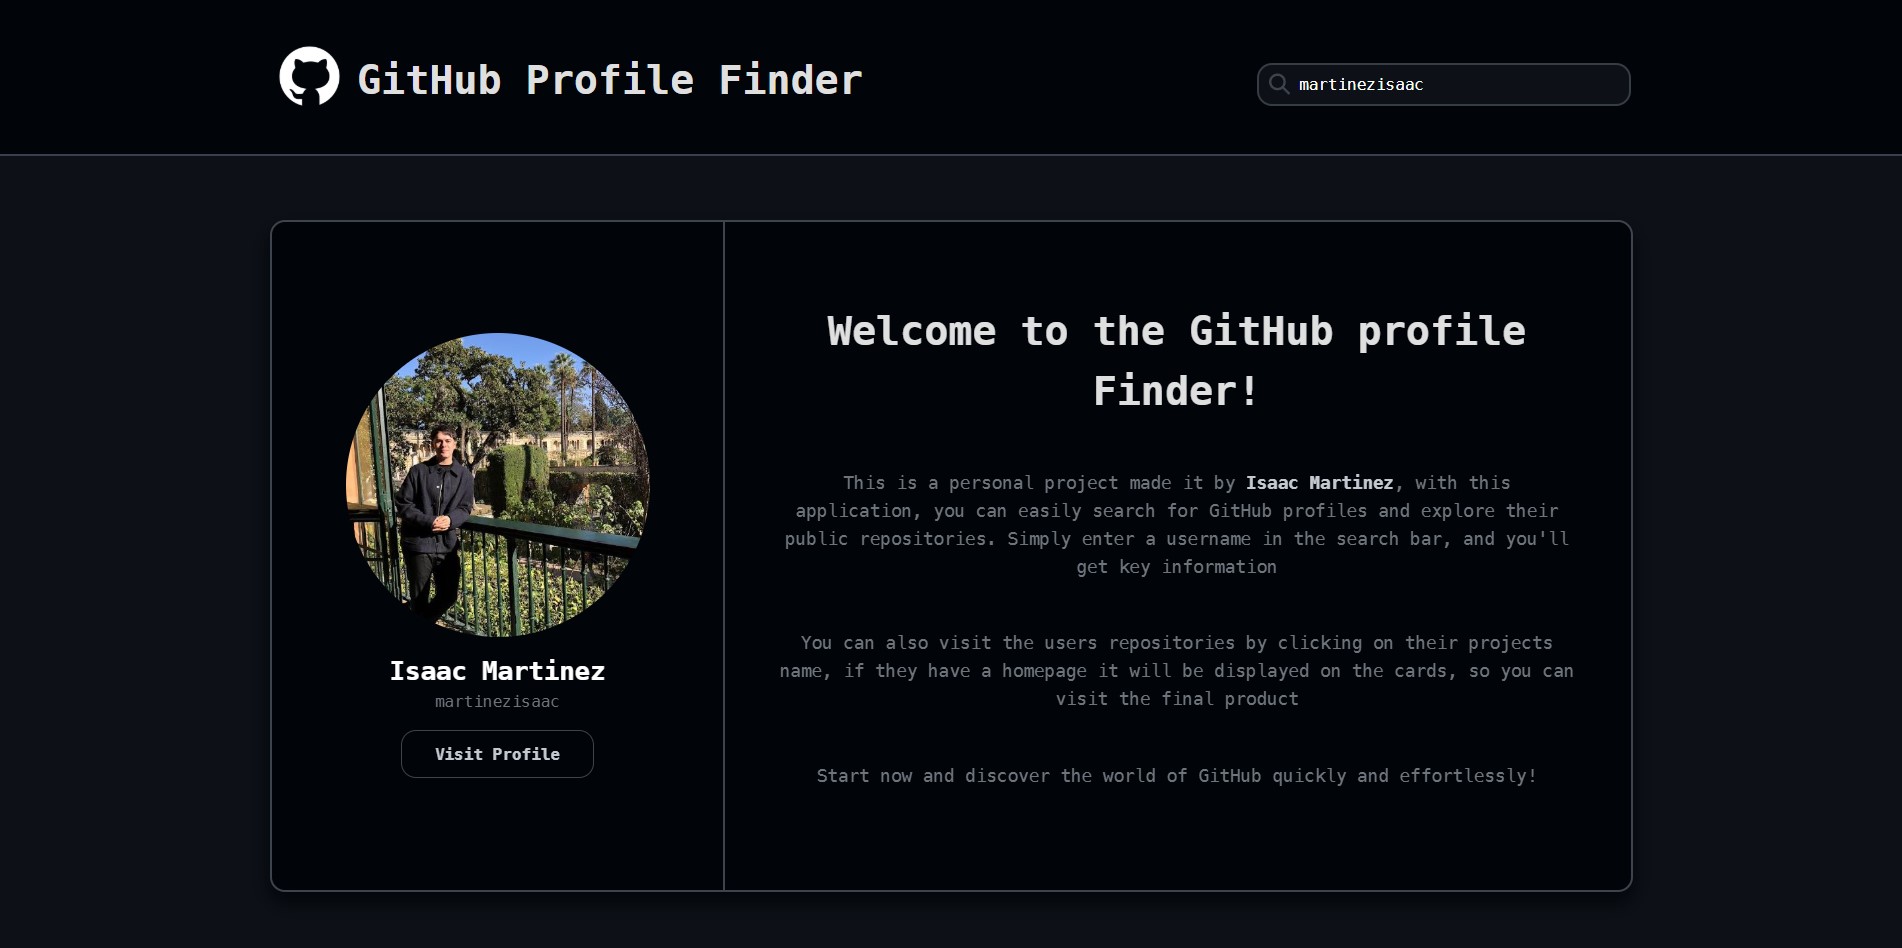 GitHub Profile Finder
martinezisaac
Isaac Martinez
martinezisaac
Visit Profile
Welcome to the GitHub profile
Finder!
This is a personal project made it by Isaac Martinez, with this
application, you can easily search for GitHub profiles and explore their
public repositories. Simply enter a username in the search bar, and you'll
get key information
You can also visit the users repositories by clicking on their projects
name, if they have a homepage it will be displayed on the cards, so you can
visit the final product
Start now and discover the world of GitHub quickly and effortlessly!